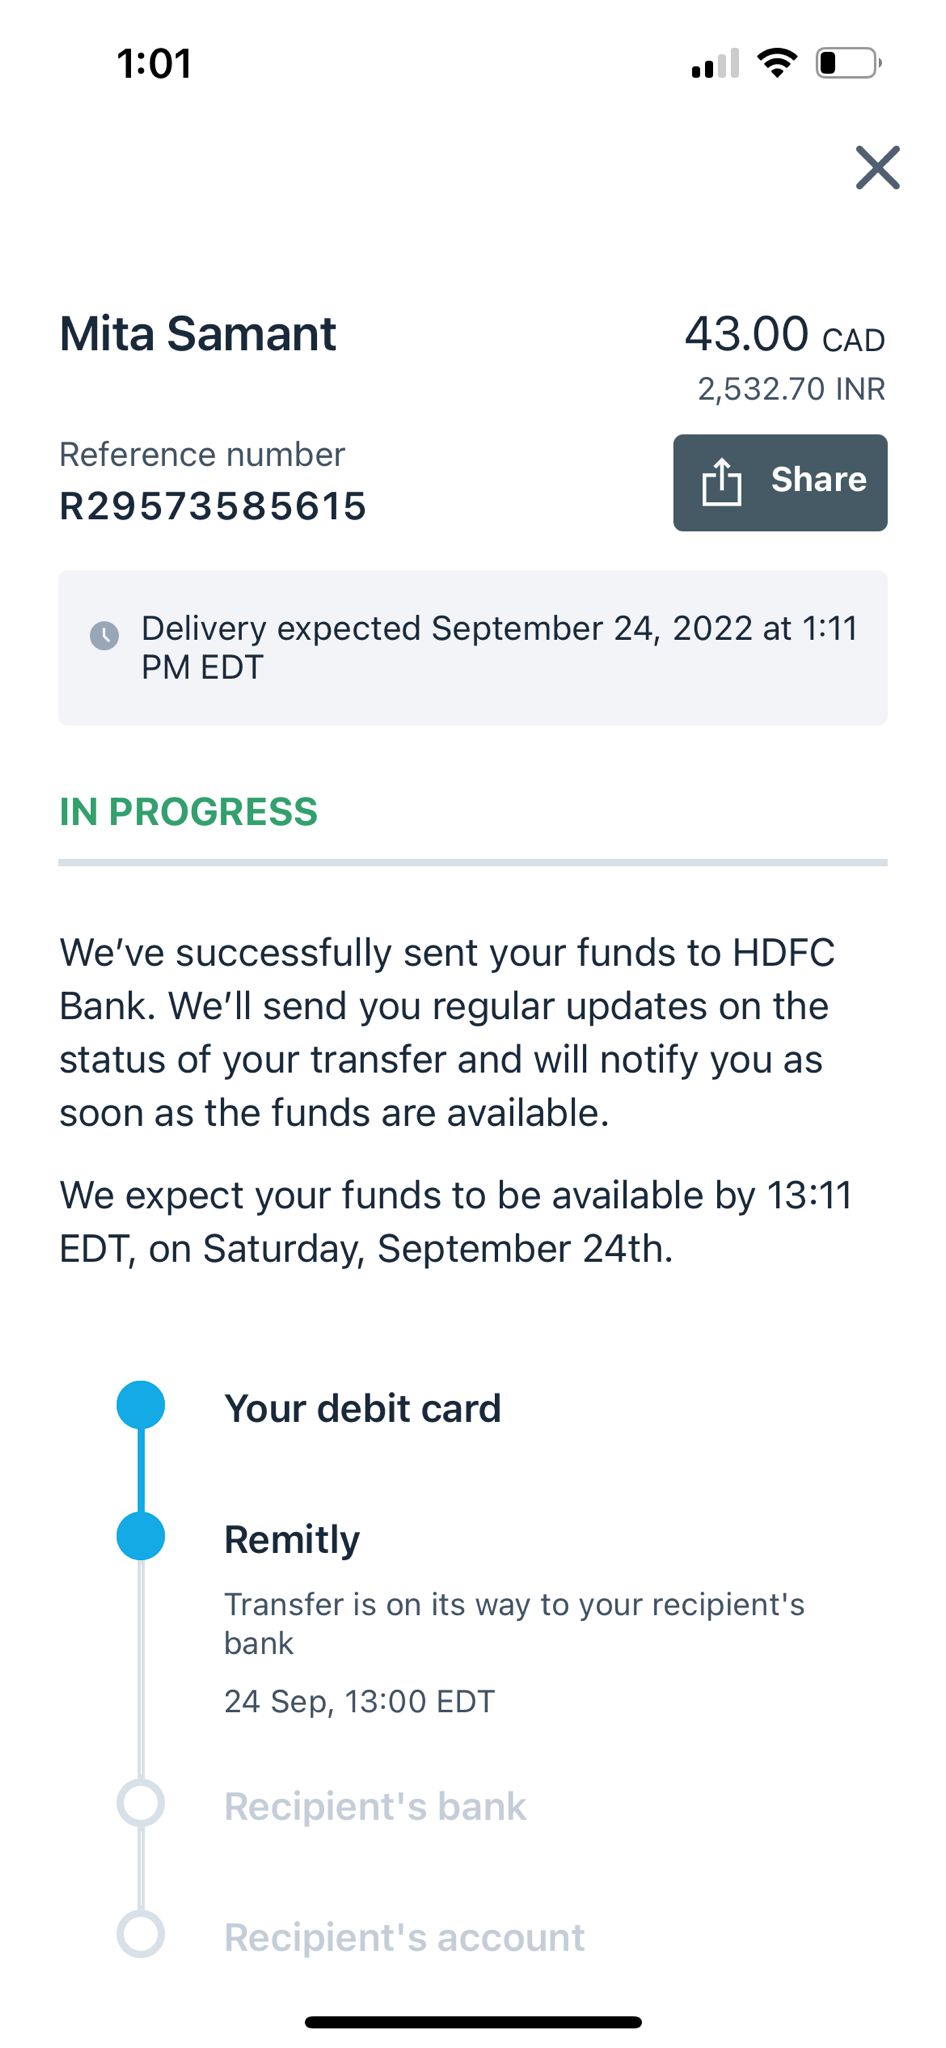 1:01
Mita Samant
43.00 CAD
2,532.70 INR
Reference number
R29573585615
Share
Delivery expected September 24, 2022 at 1:11
PM EDT
IN PROGRESS
We’ve successfully sent your funds to HDFC
Bank. We’ll send you regular updates on the
status of your transfer and will notify you as
soon as the funds are available.
We expect your funds to be available by 13:11
EDT, on Saturday, September 24th.
Your debit card
Remitly
Transfer is on its way to your recipient's
bank
24 Sep, 13:00 EDT
Recipient's bank
Recipient's account